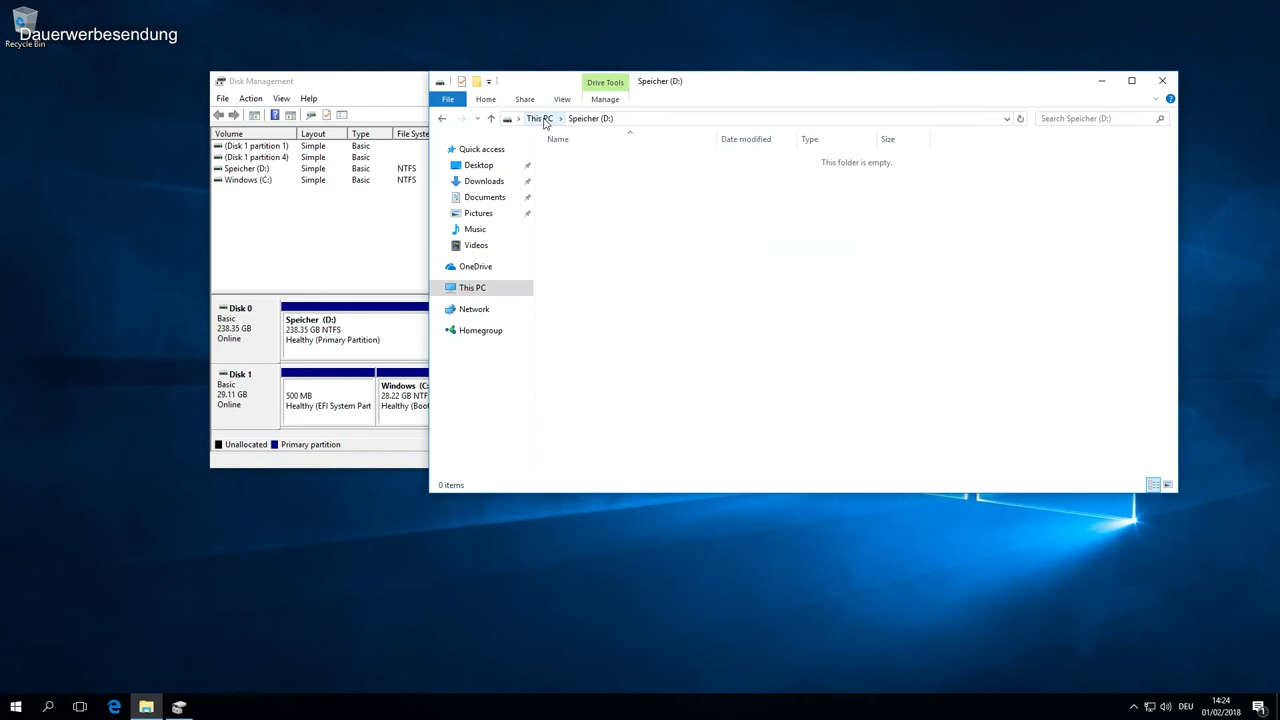 Dauerwerbesendung
Recycle Bin
Disk Management
File Action View Help
Volume Layout Type File System
(Disk 1 partition 1) Simple Basic
(Disk 1 partition 4) Simple Basic
Speicher (D:) Simple Basic NTFS
Windows (C:) Simple Basic NTFS
Disk 0
Basic
238.35 GB
Online
Speicher (D:)
238.35 GB NTFS
Healthy (Primary Partition)
Disk 1
Basic
29.11 GB
Online
500 MB
Healthy (EFI System Part
Windows (C:
28.22 GB NTF
Healthy (Boot
Unallocated Primary partition
Drive Tools Speicher (D:)
File Home Share View Manage
This PC Speicher (D:) Search Speicher (D:)
Name Date modified Type Size
This folder is empty.
Quick access
Desktop
Downloads
Documents
Pictures
Music
Videos
OneDrive
This PC
Network
Homegroup
0 items
DEU
14:24
01/02/2018
1